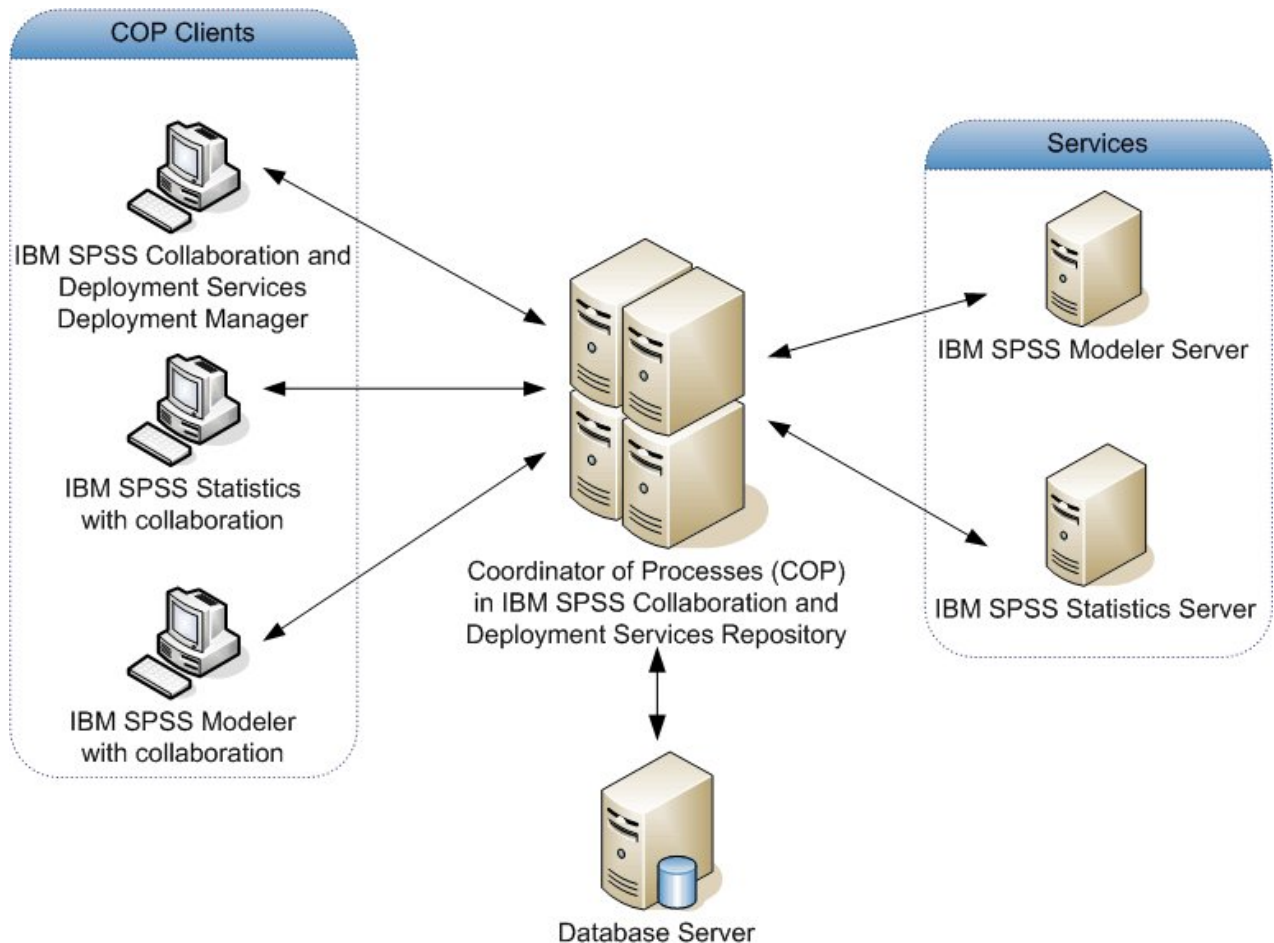 COP Clients
IBM SPSS Collaboration and
Deployment Services
Deployment Manager
IBM SPSS Statistics
with collaboration
IBM SPSS Modeler
with collaboration
Coordinator of Processes (COP)
in IBM SPSS Collaboration and
Deployment Services Repository
Database Server
Services
IBM SPSS Modeler Server
IBM SPSS Statistics Server